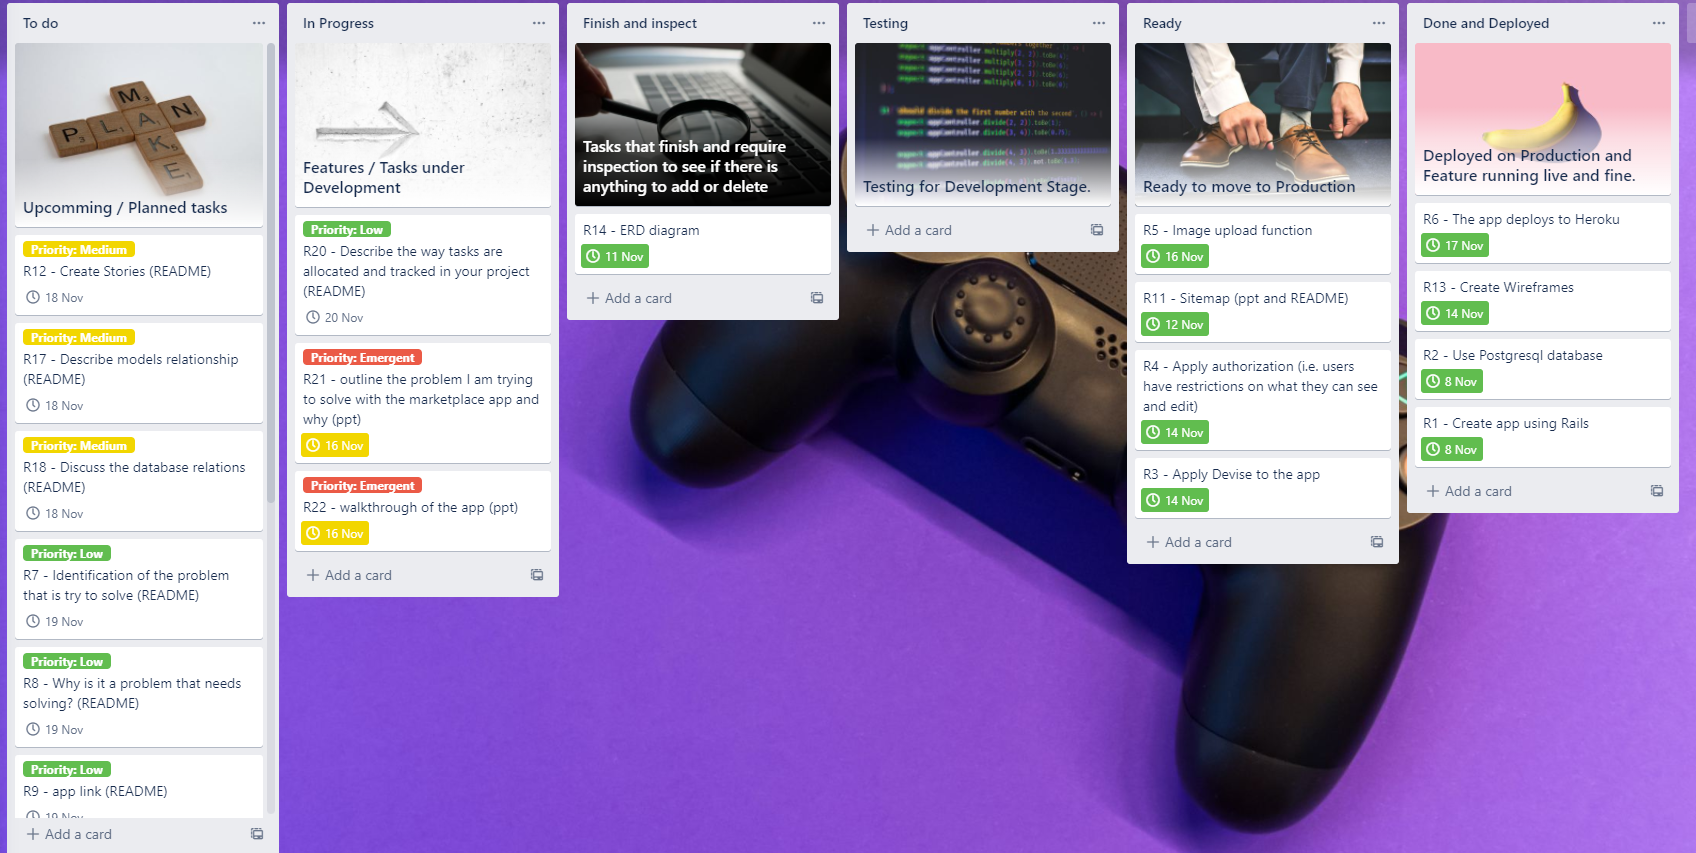 To do
Upcomming / Planned tasks
Priority: Medium
R12 - Create Stories (README)
18 Nov
Priority: Medium
R17 - Describe models relationship
(README)
18 Nov
Priority: Medium
R18 - Discuss the database relations
(README)
18 Nov
Priority: Low
R7 - Identification of the problem
that is try to solve (README)
19 Nov
Priority: Low
R8 - Why is it a problem that needs
solving? (README)
19 Nov
Priority: Low
R9 - app link (README)
19 Nov
+ Add a card
In Progress
Features / Tasks under
Development
Priority: Low
R20 - Describe the way tasks are
allocated and tracked in your project
(README)
20 Nov
Priority: Emergent
R21 - outline the problem I am trying
to solve with the marketplace app and
why (ppt)
16 Nov
Priority: Emergent
R22 - walkthrough of the app (ppt)
16 Nov
+ Add a card
Finish and inspect
Tasks that finish and require
inspection to see if there is
anything to add or delete
R14 - ERD diagram
11 Nov
+ Add a card
Testing
Testing for Development Stage.
+ Add a card
Ready
Ready to move to Production
R5 - Image upload function
16 Nov
R11 - Sitemap (ppt and README)
12 Nov
R4 - Apply authorization (i.e. users
have restrictions on what they can see
and edit)
14 Nov
R3 - Apply Devise to the app
14 Nov
+ Add a card
Done and Deployed
Deployed on Production and
Feature running live and fine.
R6 - The app deploys to Heroku
17 Nov
R13 - Create Wireframes
14 Nov
R2 - Use Postgresql database
8 Nov
R1 - Create app using Rails
8 Nov
+ Add a card